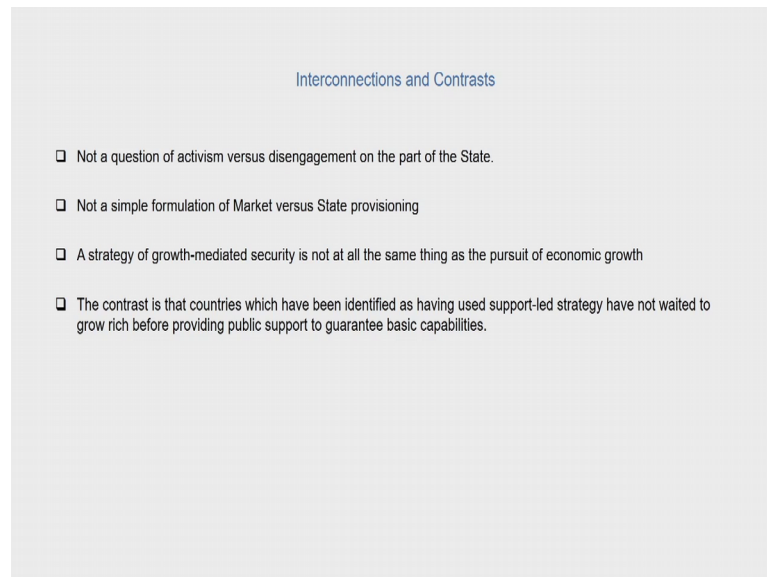 Interconnections and Contrasts
❑ Not a question of activism versus disengagement on the part of the State.
❑ Not a simple formulation of Market versus State provisioning
❑ A strategy of growth-mediated security is not at all the same thing as the pursuit of economic growth
❑ The contrast is that countries which have been identified as having used support-led strategy have not waited to
grow rich before providing public support to guarantee basic capabilities.